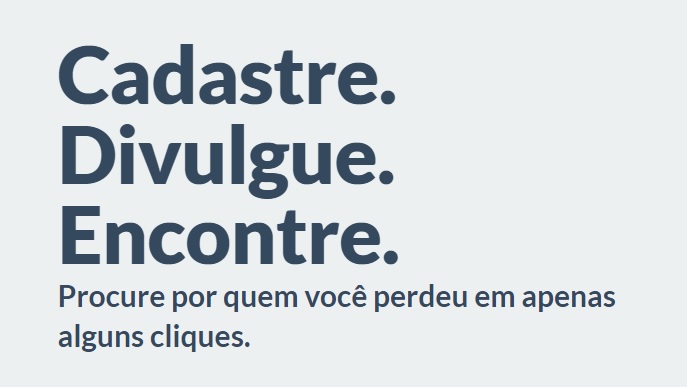 Cadastre.
Divulgue.
Encontre.
Procure por quem você perdeu em apenas
alguns cliques.